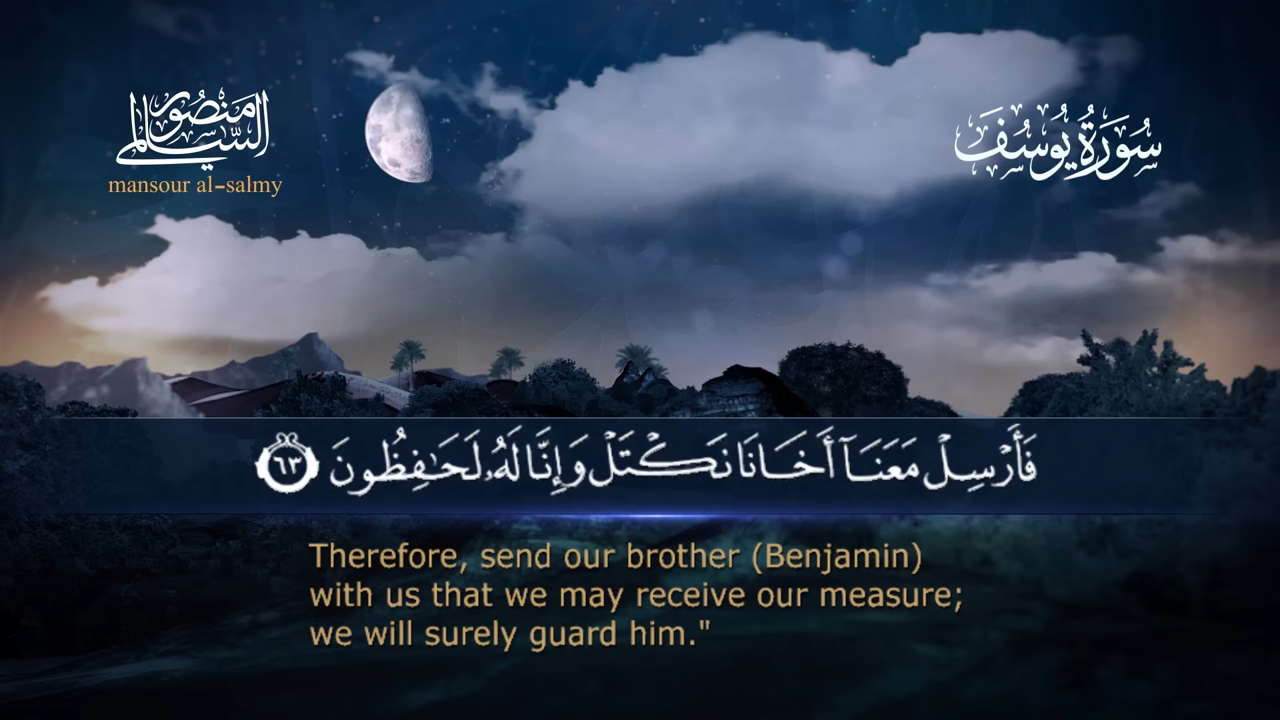 منصور
السالمي
mansour al-salmy
سُورَةُ يُوسُفَ
فَأَرْسِلْ مَعَنَآ أَخَانَا نَكْتَلْ وَإِنَّا لَهُۥ لَحَـٰفِظُونَ ٦٣
Therefore, send our brother (Benjamin)
with us that we may receive our measure;
we will surely guard him."